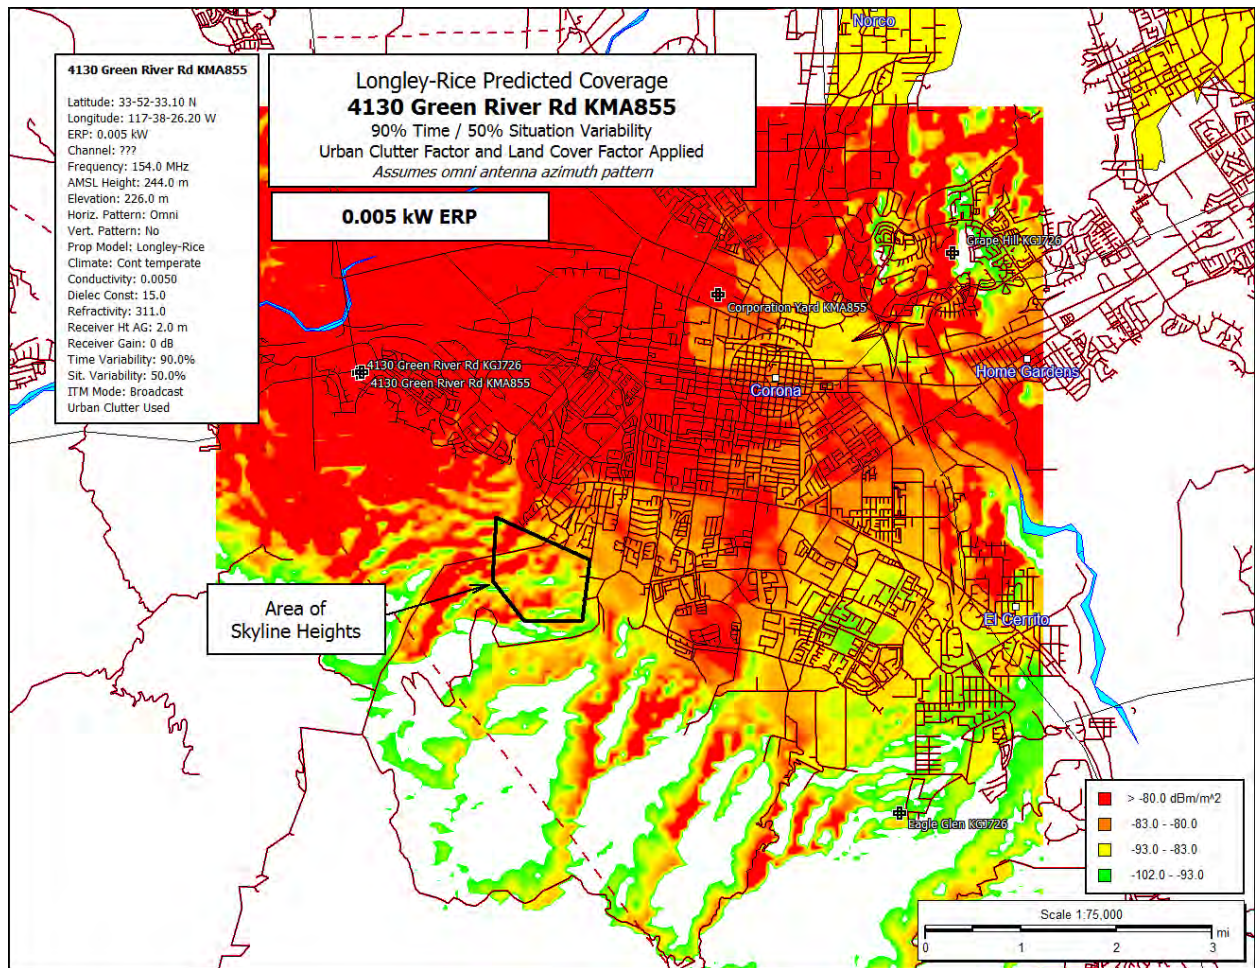 Norco
4130 Green River Rd KMA855
Latitude: 33-52-33.10 N
Longitude: 117-38-26.20 W
ERP: 0.005 kW
Channel: ???
Frequency: 154.0 MHz
AMSL Height: 244.0 m
Elevation: 226.0 m
Horiz. Pattern: Omni
Vert. Pattern: No
Prop Model: Longley-Rice
Climate: Cont temperate
Conductivity: 0.0050
Dielec Const: 15.0
Refractivity: 311.0
Receiver Ht AG: 2.0 m
Receiver Gain: 0 dB
Time Variability: 90.0%
Sit. Variability: 50.0%
ITM Mode: Broadcast
Urban Clutter Used
Longley-Rice Predicted Coverage
4130 Green River Rd KMA855
90% Time / 50% Situation Variability
Urban Clutter Factor and Land Cover Factor Applied
Assumes omni antenna azimuth pattern
0.005 kW ERP
Grape Hill KGJ726
Corporation Yard KMA855
4130 Green River Rd KGJ726
4130 Green River Rd KMA855
Home Gardens
Corona
Area of
Skyline Heights
El Cerrito
Eagle Glen KGJ726
> -80.0 dBm/m^2
-83.0 - -80.0
-93.0 - -83.0
-102.0 - -93.0
Scale 1:75,000
0 1 2 3 mi